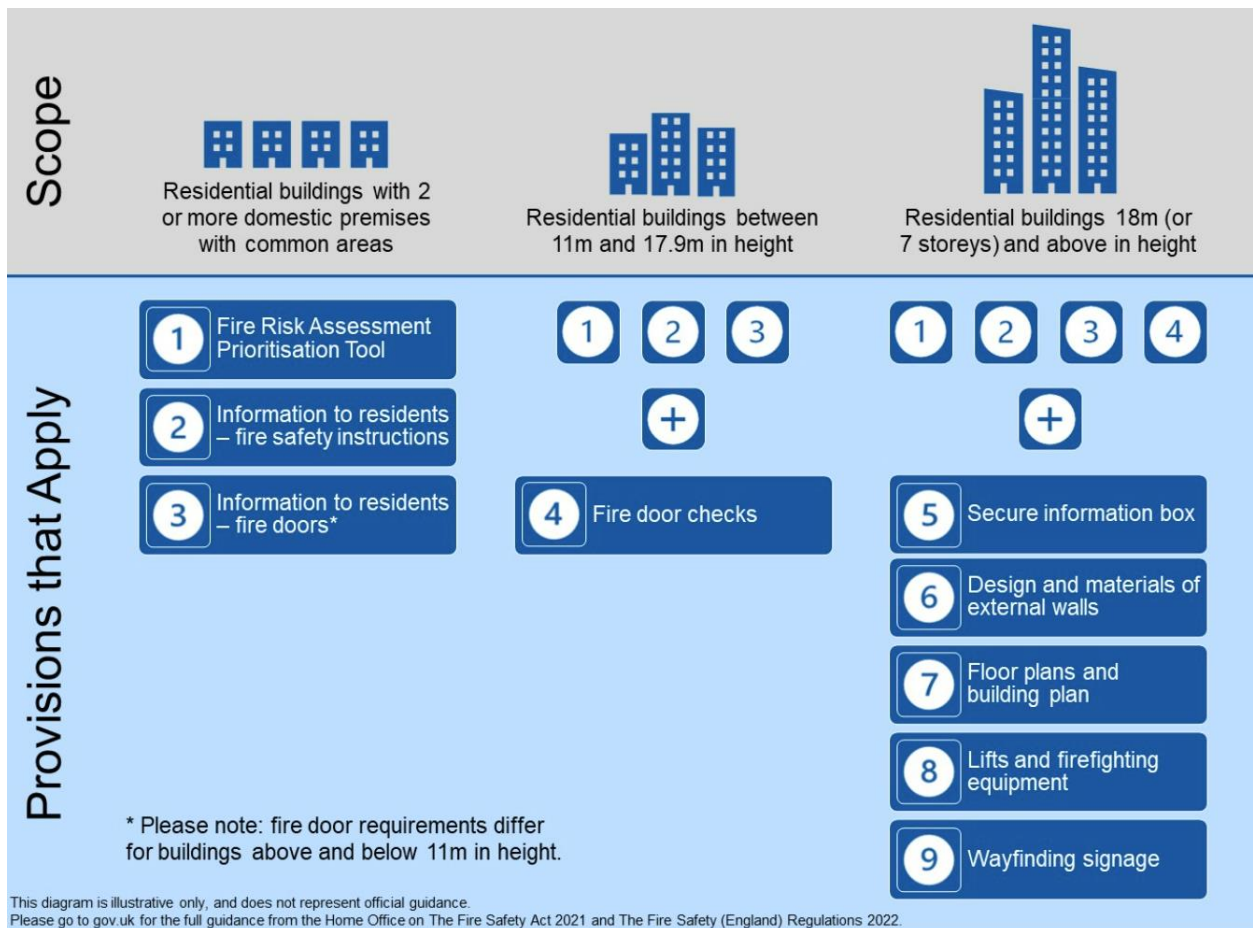 Scope
Residential buildings with 2
or more domestic premises
with common areas
Residential buildings between
11m and 17.9m in height
Residential buildings 18m (or
7 storeys) and above in height
Provisions that Apply
1 Fire Risk Assessment
Prioritisation Tool
2 Information to residents
– fire safety instructions
3 Information to residents
– fire doors*
1 2 3
+
4 Fire door checks
1 2 3 4
+
5 Secure information box
6 Design and materials of
external walls
7 Floor plans and
building plan
8 Lifts and firefighting
equipment
9 Wayfinding signage
* Please note: fire door requirements differ
for buildings above and below 11m in height.
This diagram is illustrative only, and does not represent official guidance.
Please go to gov.uk for the full guidance from the Home Office on The Fire Safety Act 2021 and The Fire Safety (England) Regulations 2022.